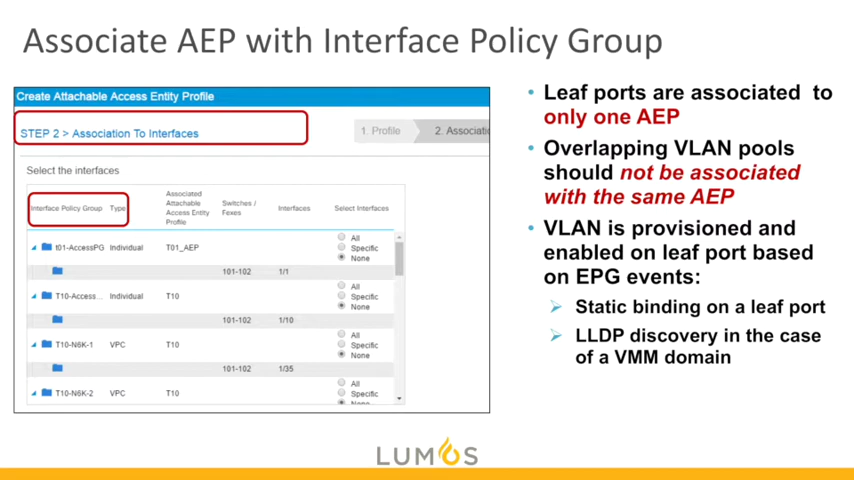 Associate AEP with Interface Policy Group
Create Attachable Access Entity Profile
STEP 2 > Association To Interfaces
1. Profile
2. Associatio
Select the interfaces
Interface Policy Group Type Associated Attachable Access Entity Profile Switches / Fexes Interfaces Select Interfaces
t01-AccessPG Individual T01_AEP
All
Specific
None
101-102 1/1
T10-Access ... Individual T10
All
Specific
None
101-102 1/10
T10-N6K-1 VPC T10
All
Specific
None
101-102 1/35
T10-N6K-2 VPC T10
All
Specific
None
• Leaf ports are associated to
only one AEP
• Overlapping VLAN pools
should not be associated
with the same AEP
• VLAN is provisioned and
enabled on leaf port based
on EPG events:
➢ Static binding on a leaf port
➢ LLDP discovery in the case
of a VMM domain
LUMOS